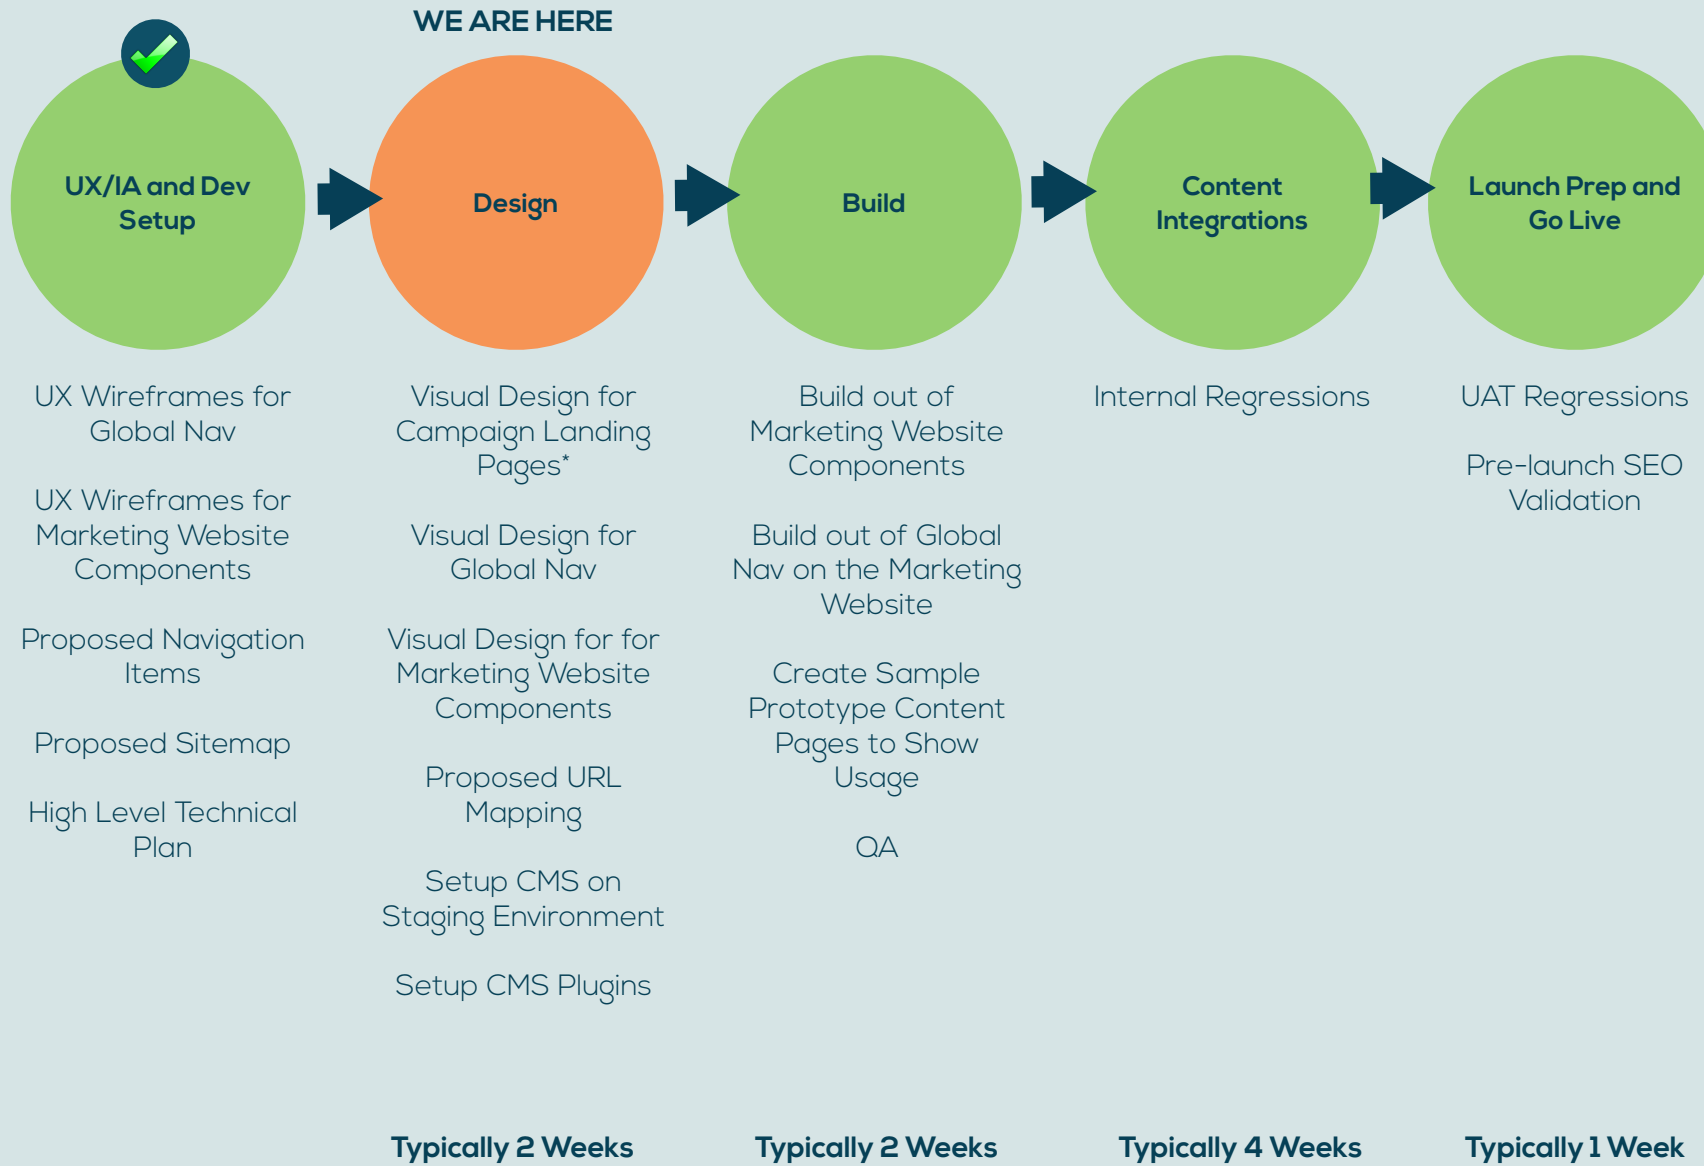 WE ARE HERE
UX/IA and Dev
Setup
Design
Build
Content
Integrations
Launch Prep and
Go Live
UX Wireframes for
Global Nav
UX Wireframes for
Marketing Website
Components
Proposed Navigation
Items
Proposed Sitemap
High Level Technical
Plan
Visual Design for
Campaign Landing
Pages*
Visual Design for
Global Nav
Visual Design for for
Marketing Website
Components
Proposed URL
Mapping
Setup CMS on
Staging Environment
Setup CMS Plugins
Typically 2 Weeks
Build out of
Marketing Website
Components
Build out of Global
Nav on the Marketing
Website
Create Sample
Prototype Content
Pages to Show
Usage
QA
Typically 2 Weeks
Internal Regressions
Typically 4 Weeks
UAT Regressions
Pre-launch SEO
Validation
Typically 1 Week